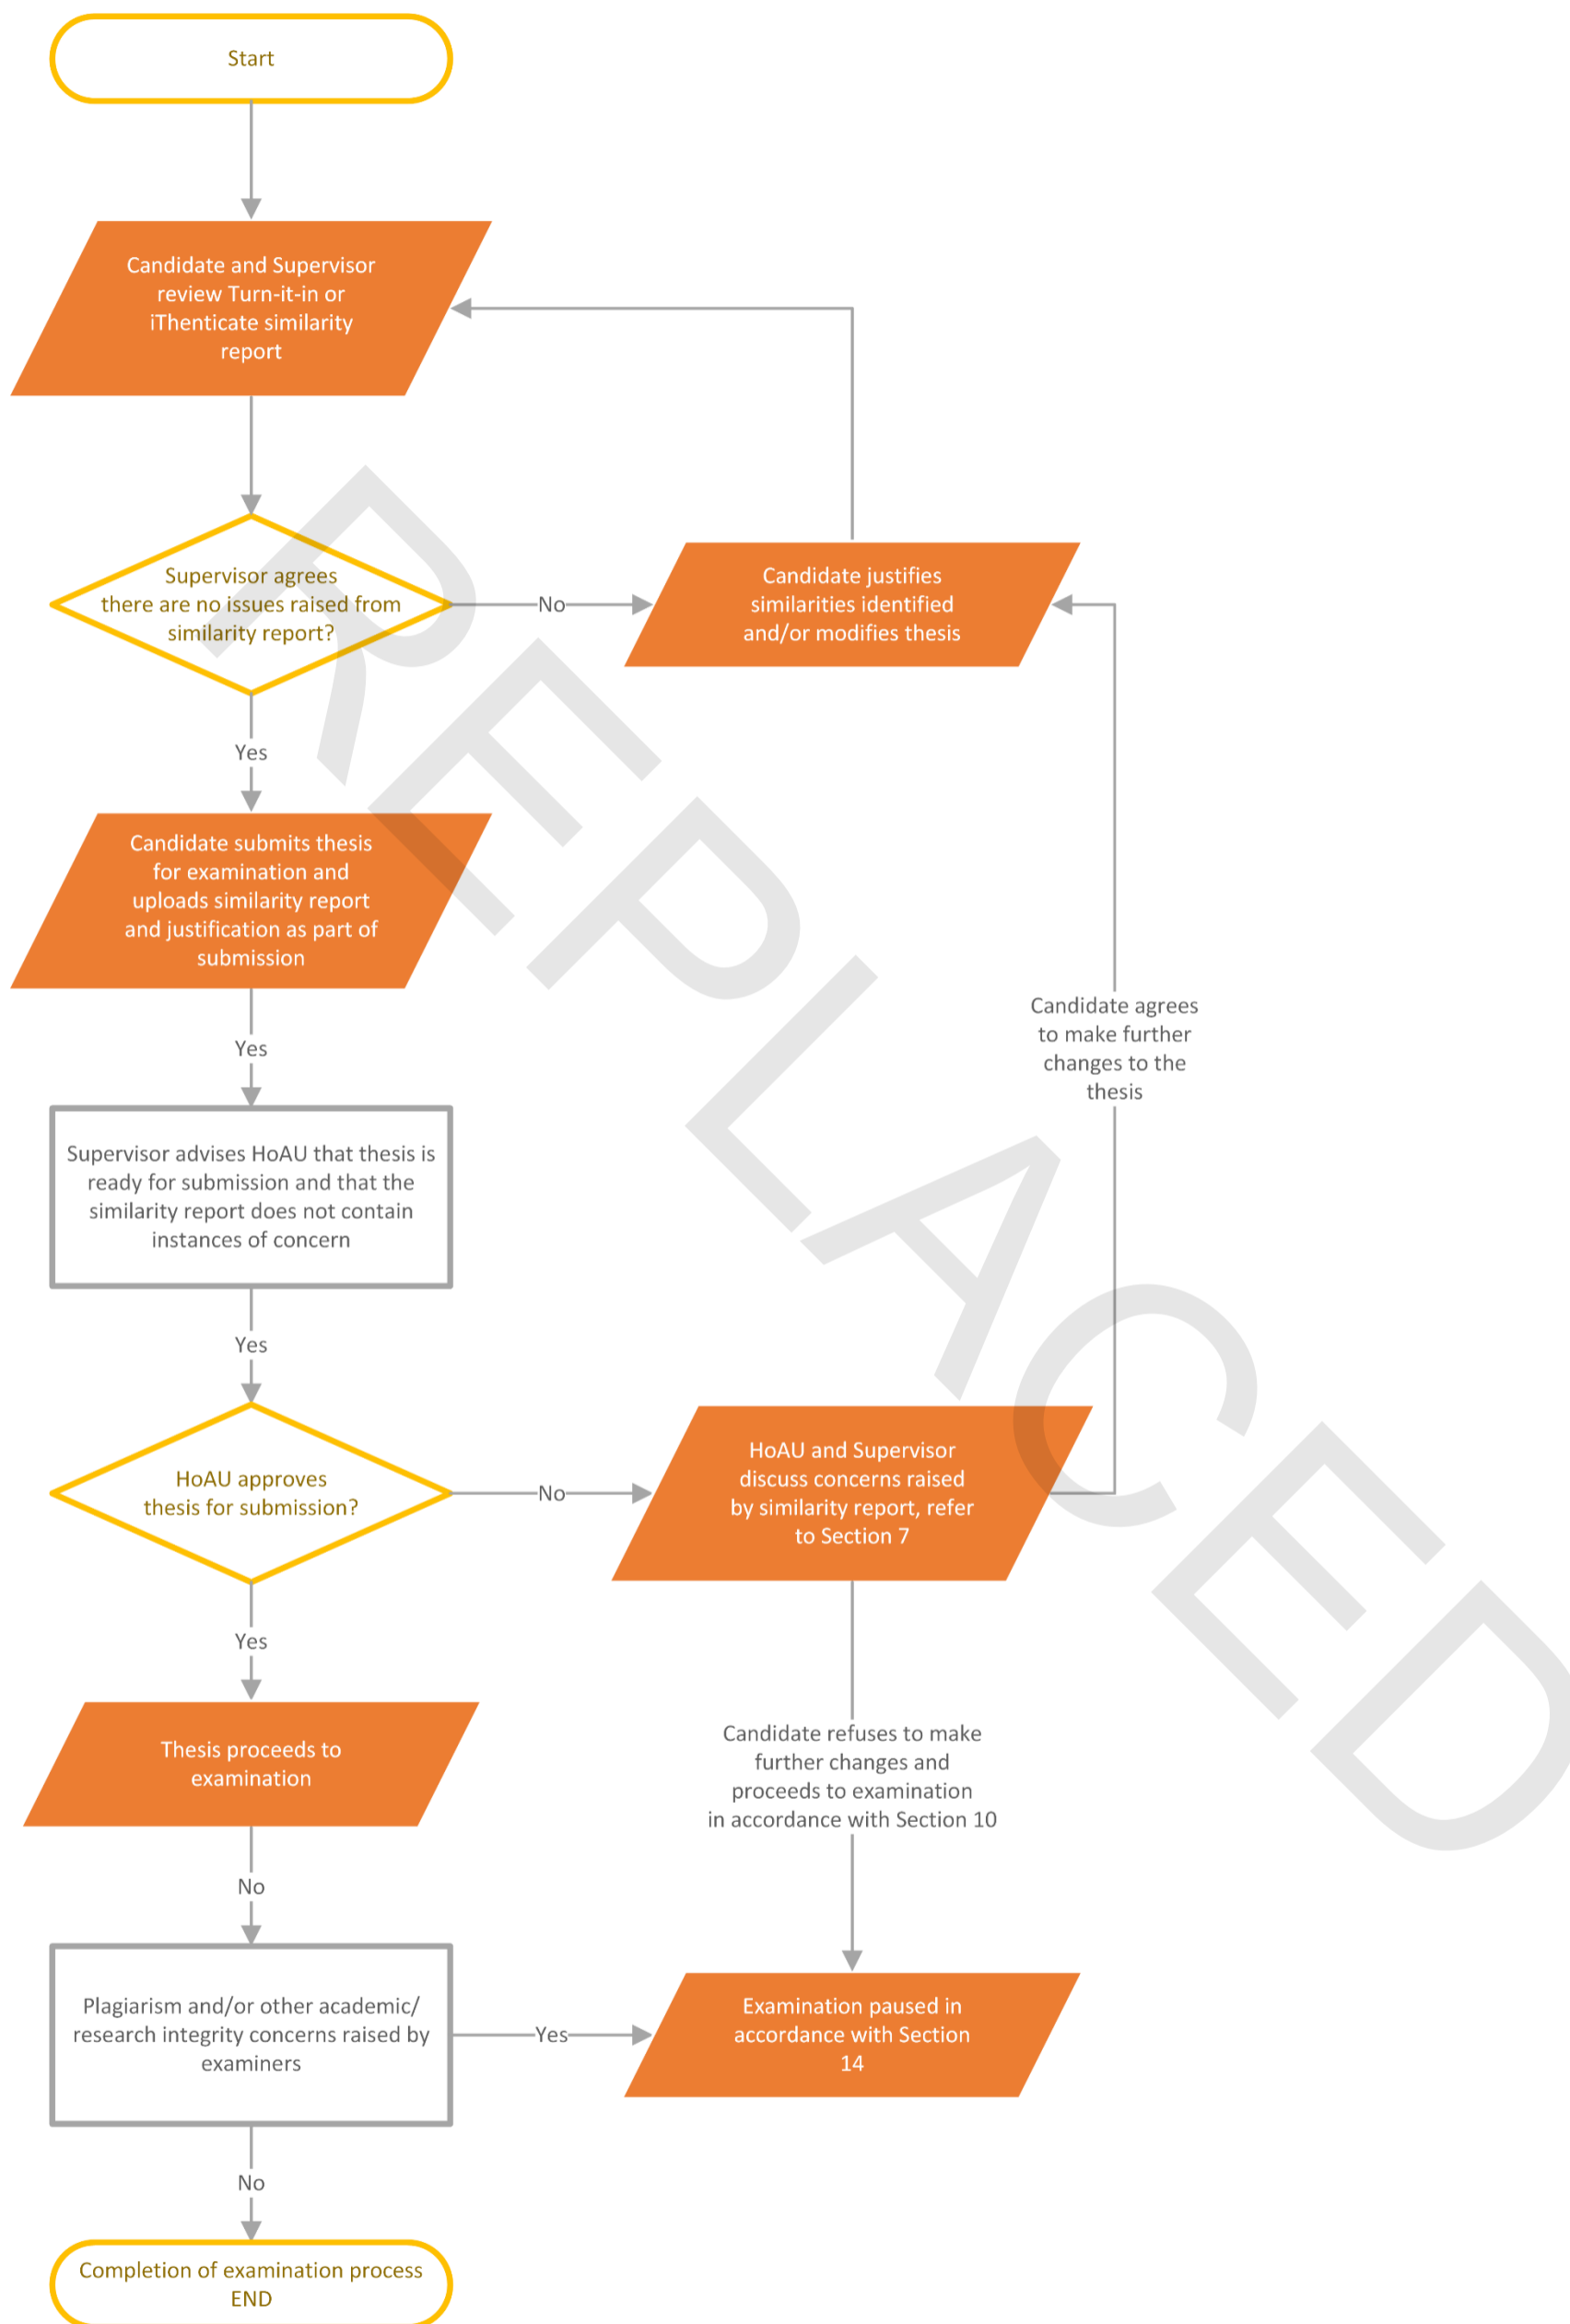 Start
Candidate and Supervisor
review Turn-it-in or
iThenticate similarity
report
Supervisor agrees
there are no issues raised from
similarity report?
No
Candidate justifies
similarities identified
and/or modifies thesis
Yes
Candidate submits thesis
for examination and
uploads similarity report
and justification as part of
submission
Candidate agrees
to make further
changes to the
thesis
Yes
Supervisor advises HoAU that thesis is
ready for submission and that the
similarity report does not contain
instances of concern
Yes
HoAU approves
thesis for submission?
No
HoAU and Supervisor
discuss concerns raised
by similarity report, refer
to Section 7
Yes
Thesis proceeds to
examination
Candidate refuses to make
further changes and
proceeds to examination
in accordance with Section 10
No
Plagiarism and/or other academic/
research integrity concerns raised by
examiners
Yes
Examination paused in
accordance with Section
14
No
Completion of examination process
END
REPLACED